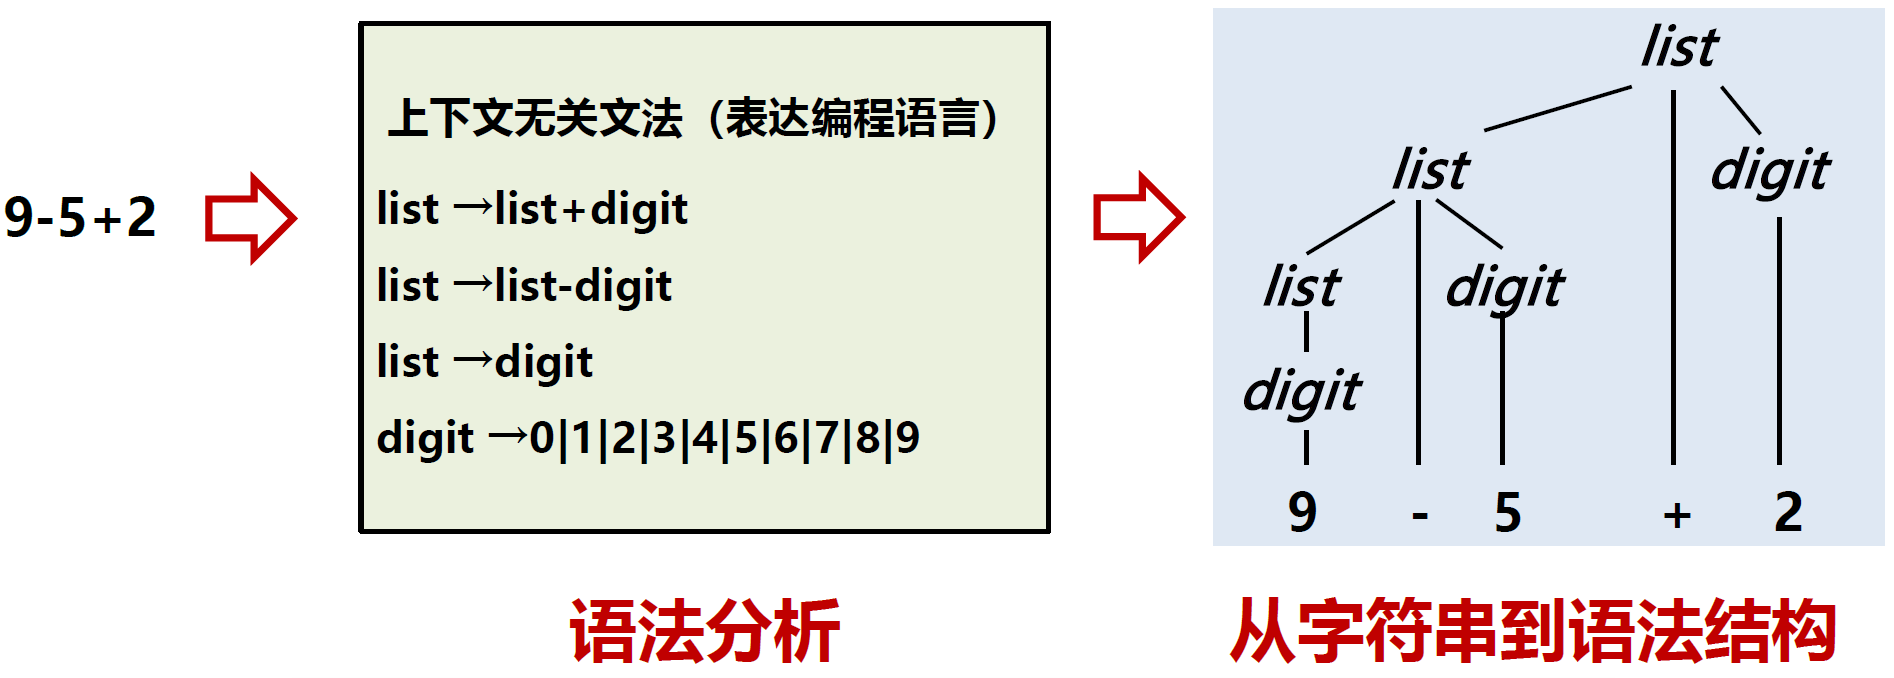 9-5+2
上下文无关文法（表达编程语言）
list →list+digit
list →list-digit
list →digit
digit →0|1|2|3|4|5|6|7|8|9
语法分析
list
list digit
list digit
digit
9 - 5 + 2
从字符串到语法结构